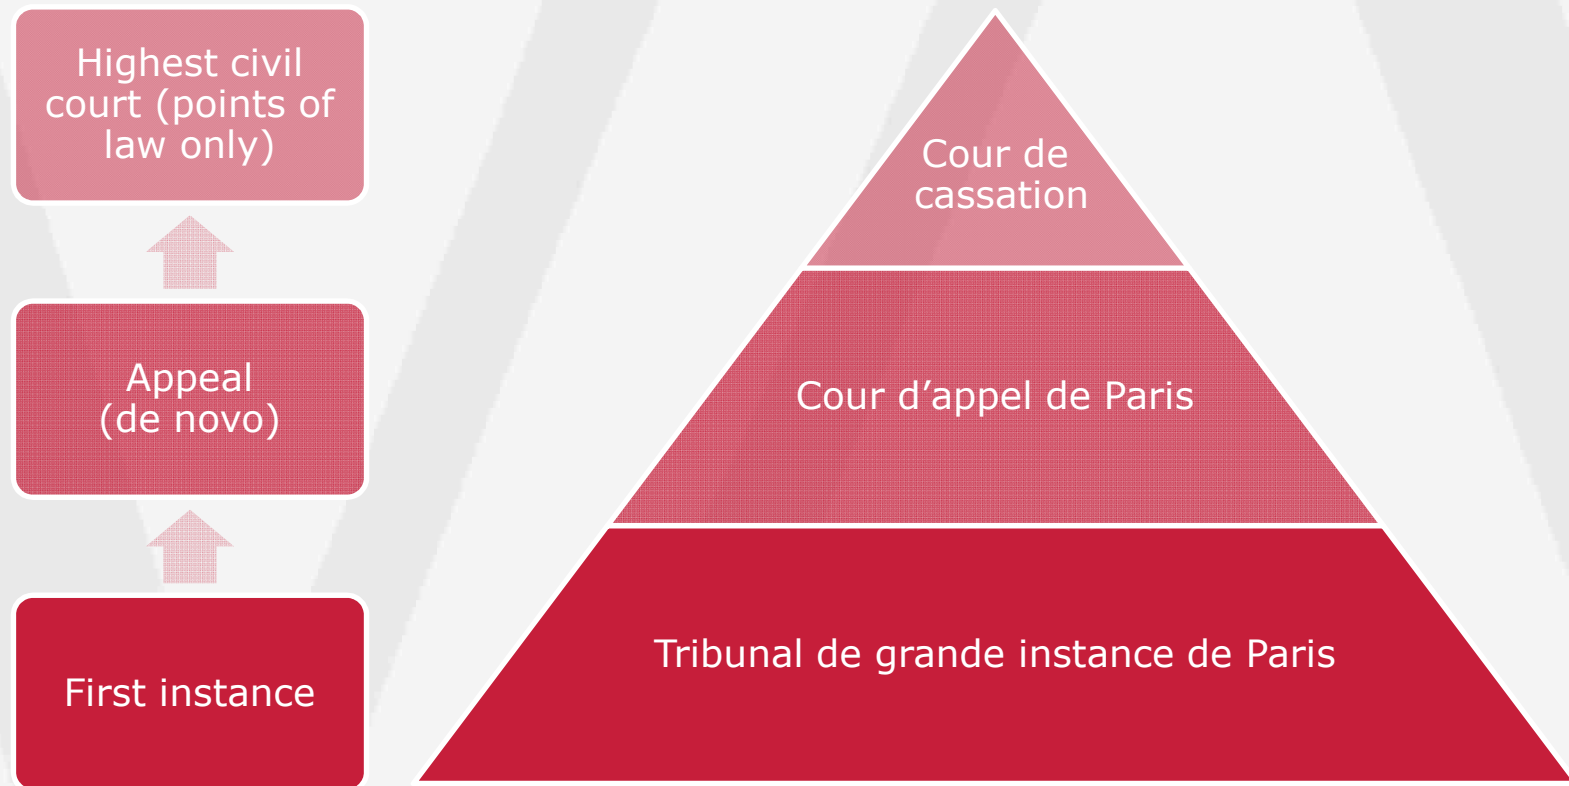 Highest civil
court (points of
law only)
Appeal
(de novo)
First instance
Cour de
cassation
Cour d’appel de Paris
Tribunal de grande instance de Paris